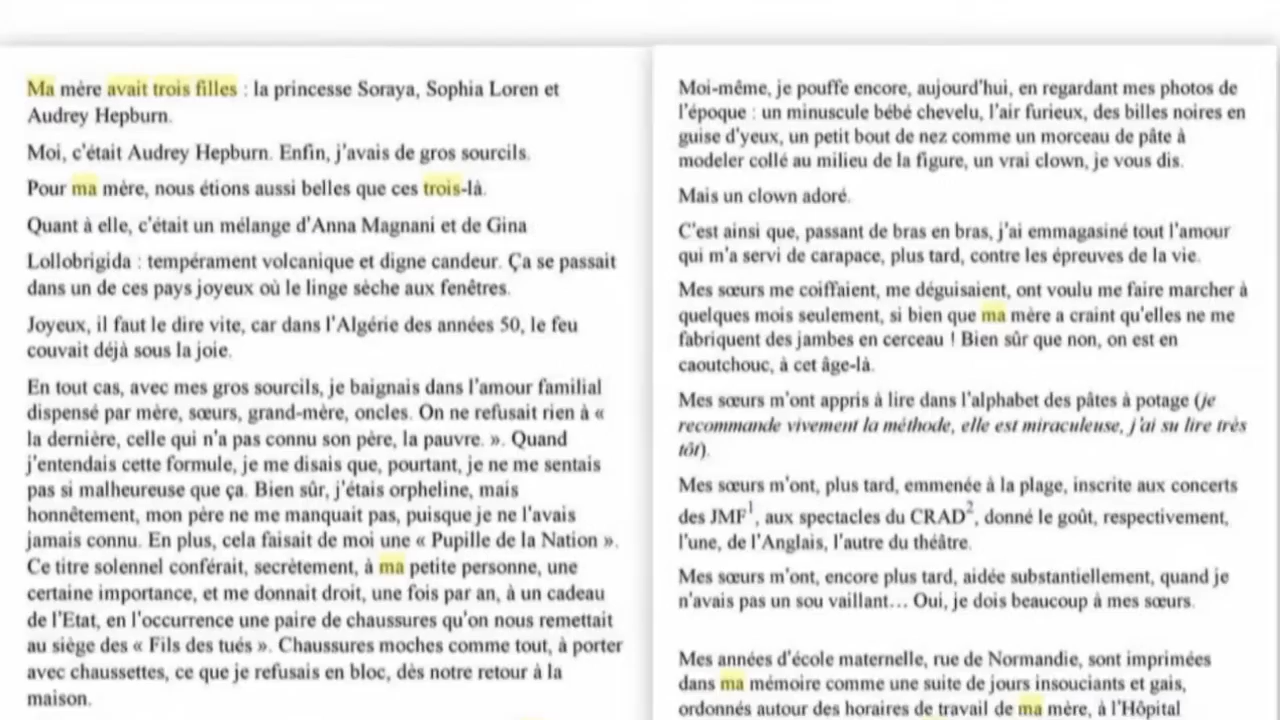 Ma mère avait trois filles : la princesse Soraya, Sophia Loren et
Audrey Hepburn.
Moi, c'était Audrey Hepburn. Enfin, j'avais de gros sourcils.
Pour ma mère, nous étions aussi belles que ces trois-là.
Quant à elle, c'était un mélange d'Anna Magnani et de Gina
Lollobrigida : tempérament volcanique et digne candeur. Ça se passait
dans un de ces pays joyeux où le linge sèche aux fenêtres.
Joyeux, il faut le dire vite, car dans l'Algérie des années 50, le feu
couvait déjà sous la joie.
En tout cas, avec mes gros sourcils, je baignais dans l'amour familial
dispensé par mère, sœurs, grand-mère, oncles. On ne refusait rien à «
la dernière, celle qui n'a pas connu son père, la pauvre. ». Quand
j'entendais cette formule, je me disais que, pourtant, je ne me sentais
pas si malheureuse que ça. Bien sûr, j'étais orpheline, mais
honnêtement, mon père ne me manquait pas, puisque je ne l'avais
jamais connu. En plus, cela faisait de moi une « Pupille de la Nation ».
Ce titre solennel conférait, secrètement, à ma petite personne, une
certaine importance, et me donnait droit, une fois par an, à un cadeau
de l'Etat, en l'occurrence une paire de chaussures qu'on nous remettait
au siège des « Fils des tués ». Chaussures moches comme tout, à porter
avec chaussettes, ce que je refusais en bloc, dès notre retour à la
maison.
Moi-même, je pouffe encore, aujourd'hui, en regardant mes photos de
l'époque : un minuscule bébé chevelu, l'air furieux, des billes noires en
guise d'yeux, un petit bout de nez comme un morceau de pâte à
modeler collé au milieu de la figure, un vrai clown, je vous dis.
Mais un clown adoré.
C'est ainsi que, passant de bras en bras, j'ai emmagasiné tout l'amour
qui m'a servi de carapace, plus tard, contre les épreuves de la vie.
Mes sœurs me coiffaient, me déguisaient, ont voulu me faire marcher à
quelques mois seulement, si bien que ma mère a craint qu'elles ne me
fabriquent des jambes en cerceau ! Bien sûr que non, on est en
caoutchouc, à cet âge-là.
Mes sœurs m'ont appris à lire dans l'alphabet des pâtes à potage (je
recommande vivement la méthode, elle est miraculeuse, j'ai su lire très
tôt).
Mes sœurs m'ont, plus tard, emmenée à la plage, inscrite aux concerts
des JMF1, aux spectacles du CRAD2, donné le goût, respectivement,
l'une, de l'Anglais, l'autre du théâtre.
Mes sœurs m'ont, encore plus tard, aidée substantiellement, quand je
n'avais pas un sou vaillant… Oui, je dois beaucoup à mes sœurs.
Mes années d'école maternelle, rue de Normandie, sont imprimées
dans ma mémoire comme une suite de jours insouciants et gais,
ordonnés autour des horaires de travail de ma mère, à l'Hôpital